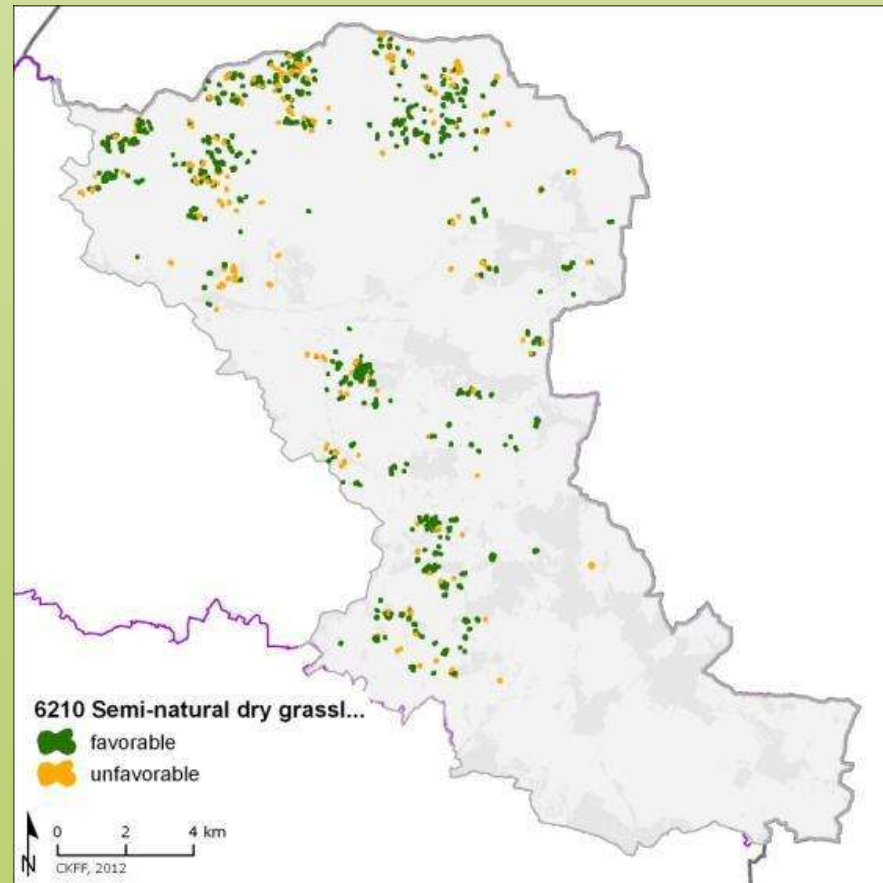 6210 Semi-natural dry grassl...
favorable
unfavorable
0 2 4 km
N
CKFF, 2012